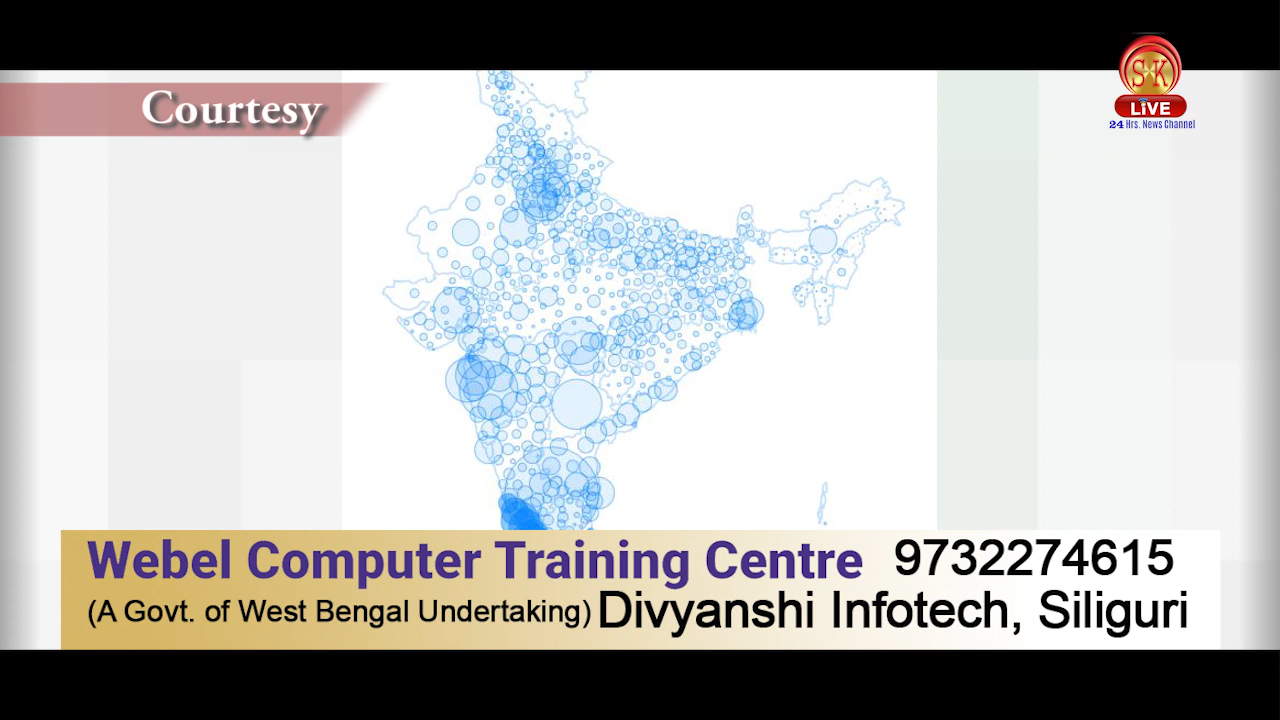 Courtesy
SK
LIVE
24 Hrs. News Channel
Webel Computer Training Centre 9732274615
(A Govt. of West Bengal Undertaking) Divyanshi Infotech, Siliguri